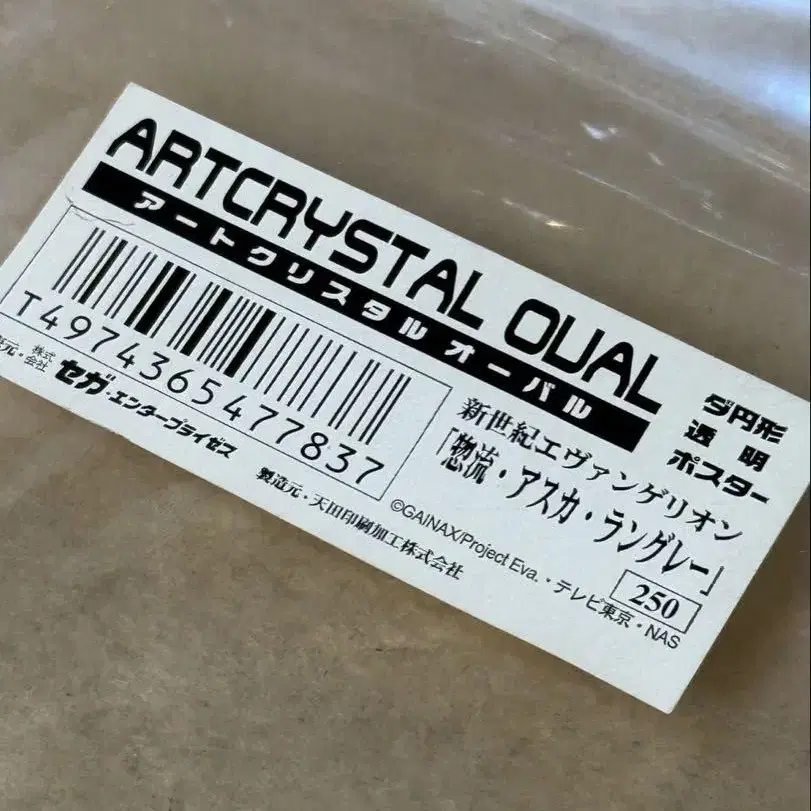 ARTCRYSTAL OVAL
アートクリスタルオーバル
ダ円形
透明
ポスター
T4974365477837
新世紀エヴァンゲリオン
「惣流・アスカ・ラングレー」
元・株式会社セガ・エンタープライゼス
製造元・天田印刷加工株式会社
©GAINAX/Project Eva.・テレビ東京・NAS
250